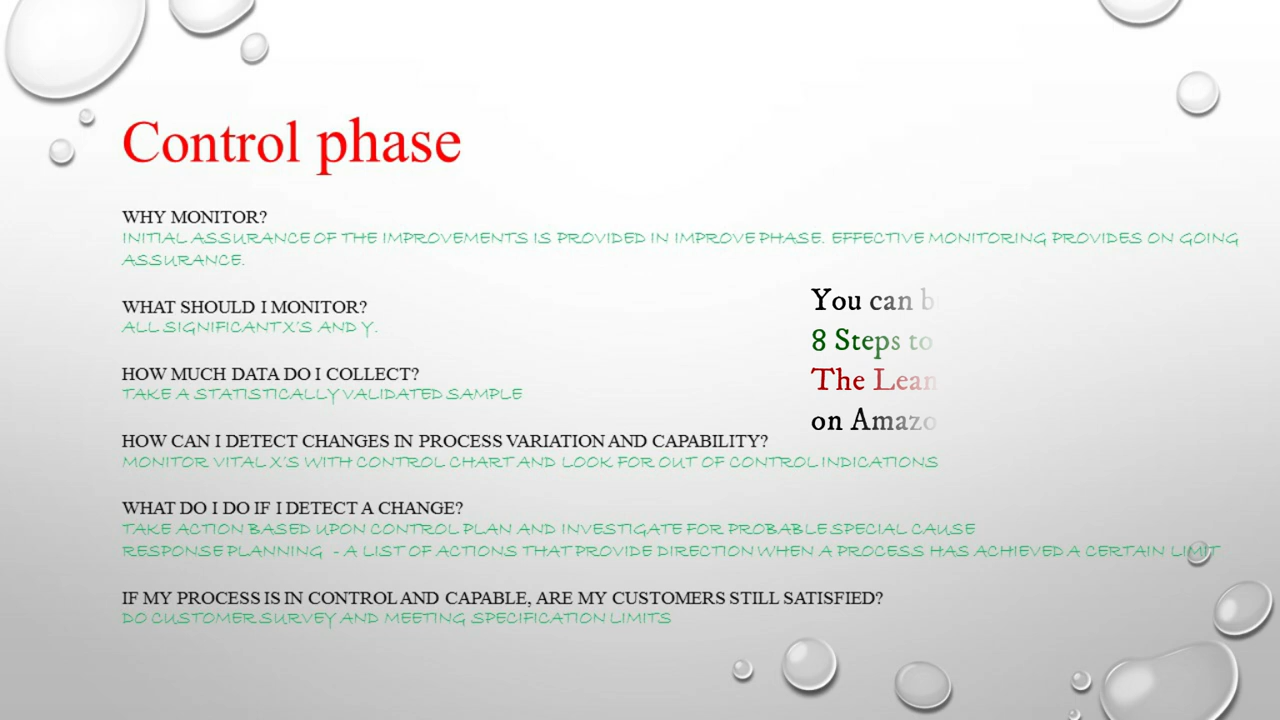 Control phase
WHY MONITOR?
INITIAL ASSURANCE OF THE IMPROVEMENTS IS PROVIDED IN IMPROVE PHASE. EFFECTIVE MONITORING PROVIDES ON GOING
ASSURANCE.
WHAT SHOULD I MONITOR?
ALL SIGNIFICANT X'S AND Y.
HOW MUCH DATA DO I COLLECT?
TAKE A STATISTICALLY VALIDATED SAMPLE
HOW CAN I DETECT CHANGES IN PROCESS VARIATION AND CAPABILITY?
MONITOR VITAL X'S WITH CONTROL CHART AND LOOK FOR OUT OF CONTROL INDICATIONS
WHAT DO I DO IF I DETECT A CHANGE?
TAKE ACTION BASED UPON CONTROL PLAN AND INVESTIGATE FOR PROBABLE SPECIAL CAUSE
RESPONSE PLANNING - A LIST OF ACTIONS THAT PROVIDE DIRECTION WHEN A PROCESS HAS ACHIEVED A CERTAIN LIMIT
IF MY PROCESS IS IN CONTROL AND CAPABLE, ARE MY CUSTOMERS STILL SATISFIED?
DO CUSTOMER SURVEY AND MEETING SPECIFICATION LIMITS
You can
8 Steps to
The Lean
on